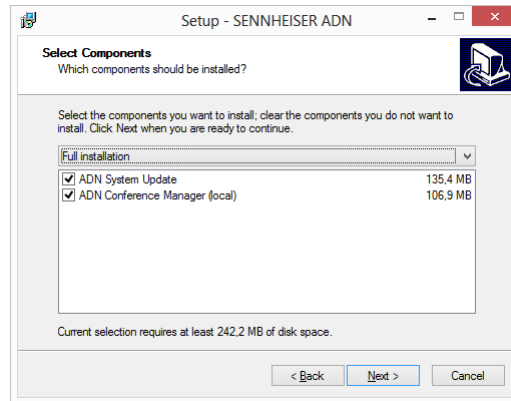 Setup - SENNHEISER ADN
Select Components
Which components should be installed?
Select the components you want to install; clear the components you do not want to
install. Click Next when you are ready to continue.
Full installation
ADN System Update 135,4 MB
ADN Conference Manager (local) 106,9 MB
Current selection requires at least 242,2 MB of disk space.
< Back Next > Cancel